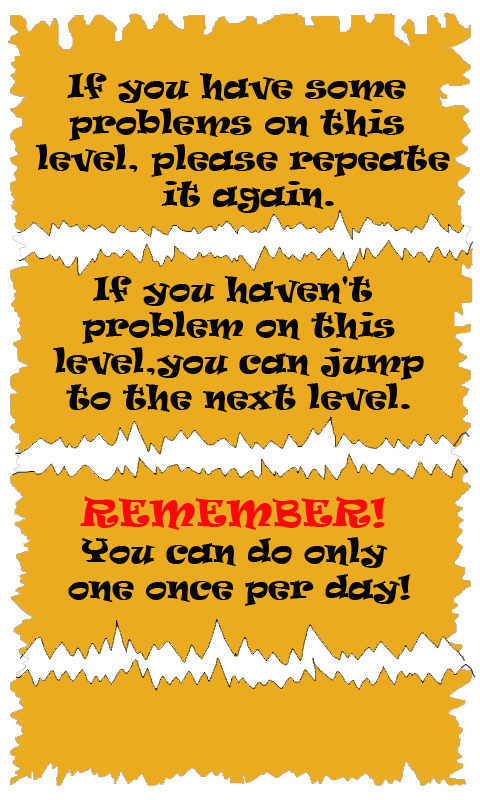 If you have some
problems on this
level, please repeate
it again.
If you haven't
problem on this
level,you can jump
to the next level.
REMEMBER!
You can do only
one once per day!